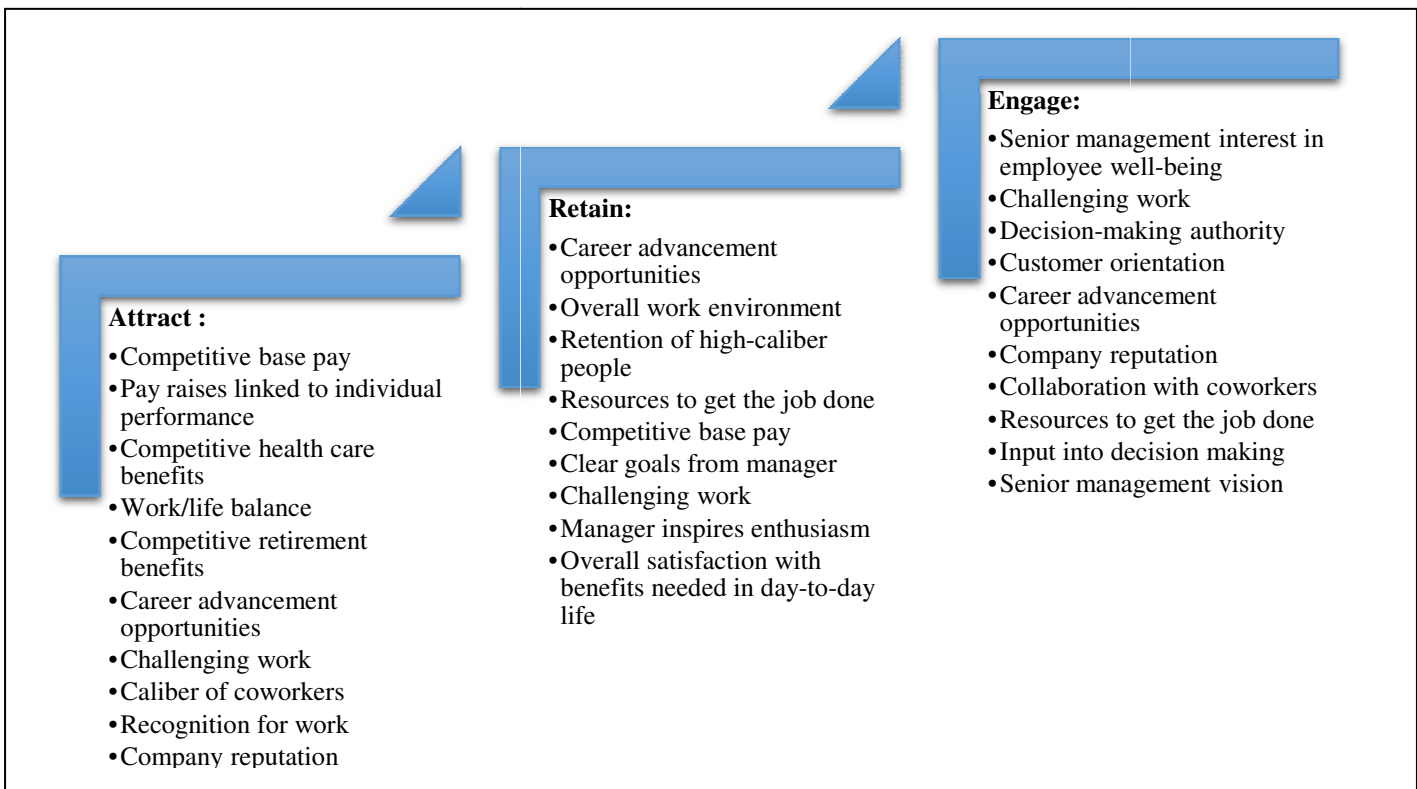 Attract :
•Competitive base pay
•Pay raises linked to individual
performance
•Competitive health care
benefits
•Work/life balance
•Competitive retirement
benefits
•Career advancement
opportunities
•Challenging work
•Caliber of coworkers
•Recognition for work
•Company reputation
Retain:
•Career advancement
opportunities
•Overall work environment
•Retention of high-caliber
people
•Resources to get the job done
•Competitive base pay
•Clear goals from manager
•Challenging work
•Manager inspires enthusiasm
•Overall satisfaction with
benefits needed in day-to-day
life
Engage:
•Senior management interest in
employee well-being
•Challenging work
•Decision-making authority
•Customer orientation
•Career advancement
opportunities
•Company reputation
•Collaboration with coworkers
•Resources to get the job done
•Input into decision making
•Senior management vision